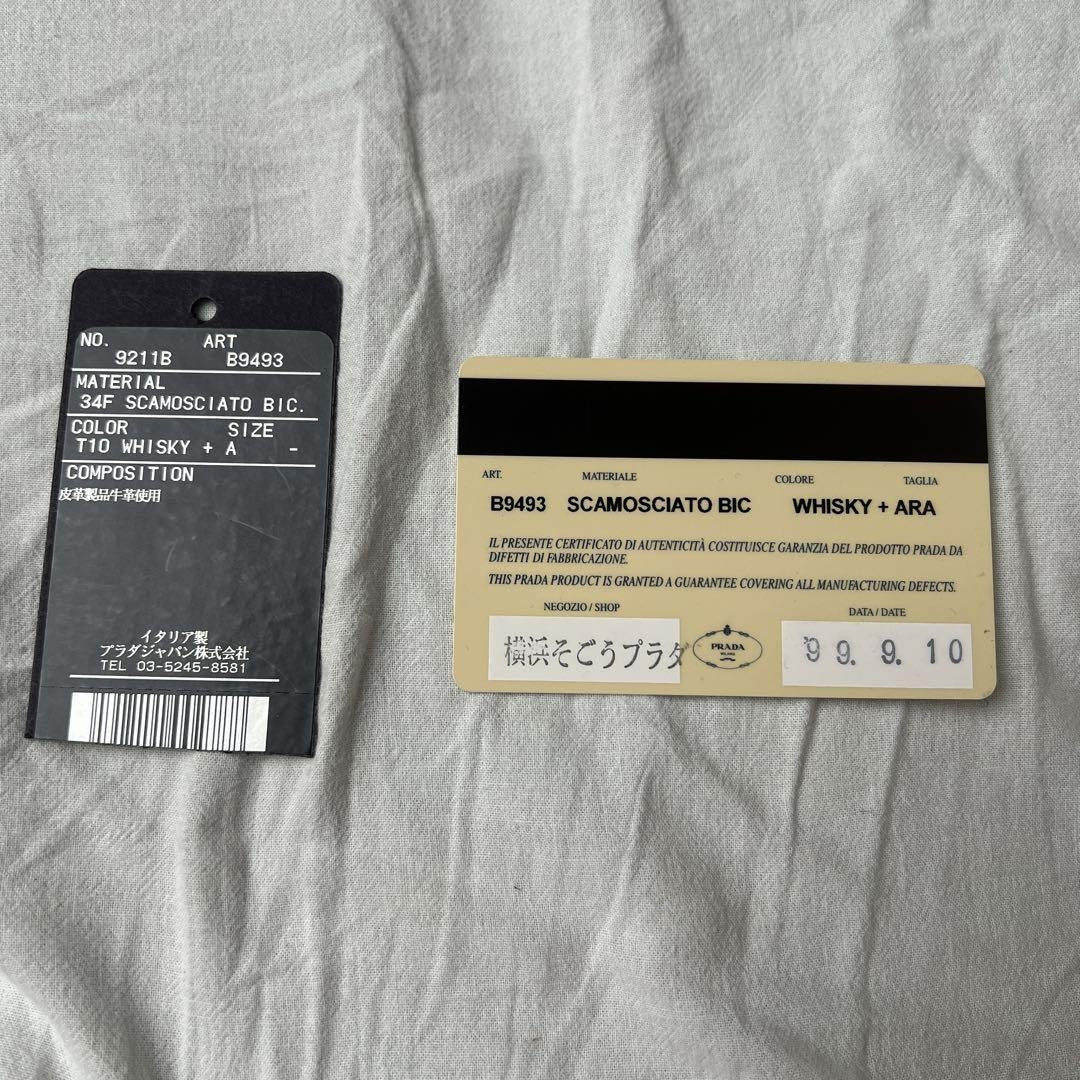 NO. ART
9211B B9493
MATERIAL
34F SCAMOSCIATO BIC.
COLOR SIZE
T10 WHISKY + A -
COMPOSITION
皮革製品牛革使用
イタリア製
プラダジャパン株式会社
TEL 03-5245-8581
ART. MATERIALE COLORE TAGLIA
B9493 SCAMOSCIATO BIC WHISKY + ARA
IL PRESENTE CERTIFICATO DI AUTENTICITÀ COSTITUISCE GARANZIA DEL PRODOTTO PRADA DA
DIFETTI DI FABBRICAZIONE.
THIS PRADA PRODUCT IS GRANTED A GUARANTEE COVERING ALL MANUFACTURING DEFECTS.
NEGOZIO / SHOP DATA / DATE
横浜そごうプラダ PRADA 99. 9. 10
MILANO